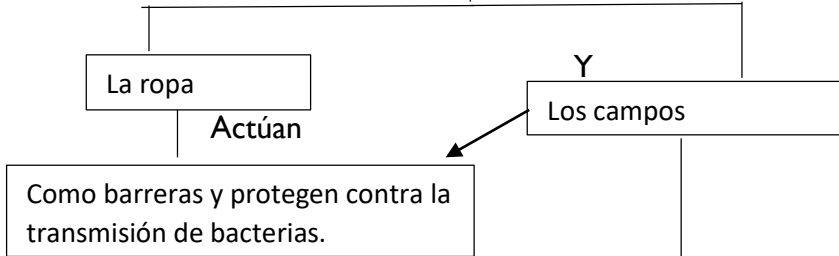 La ropa
Y
Los campos
Actúan
Como barreras y protegen contra la
transmisión de bacterias.